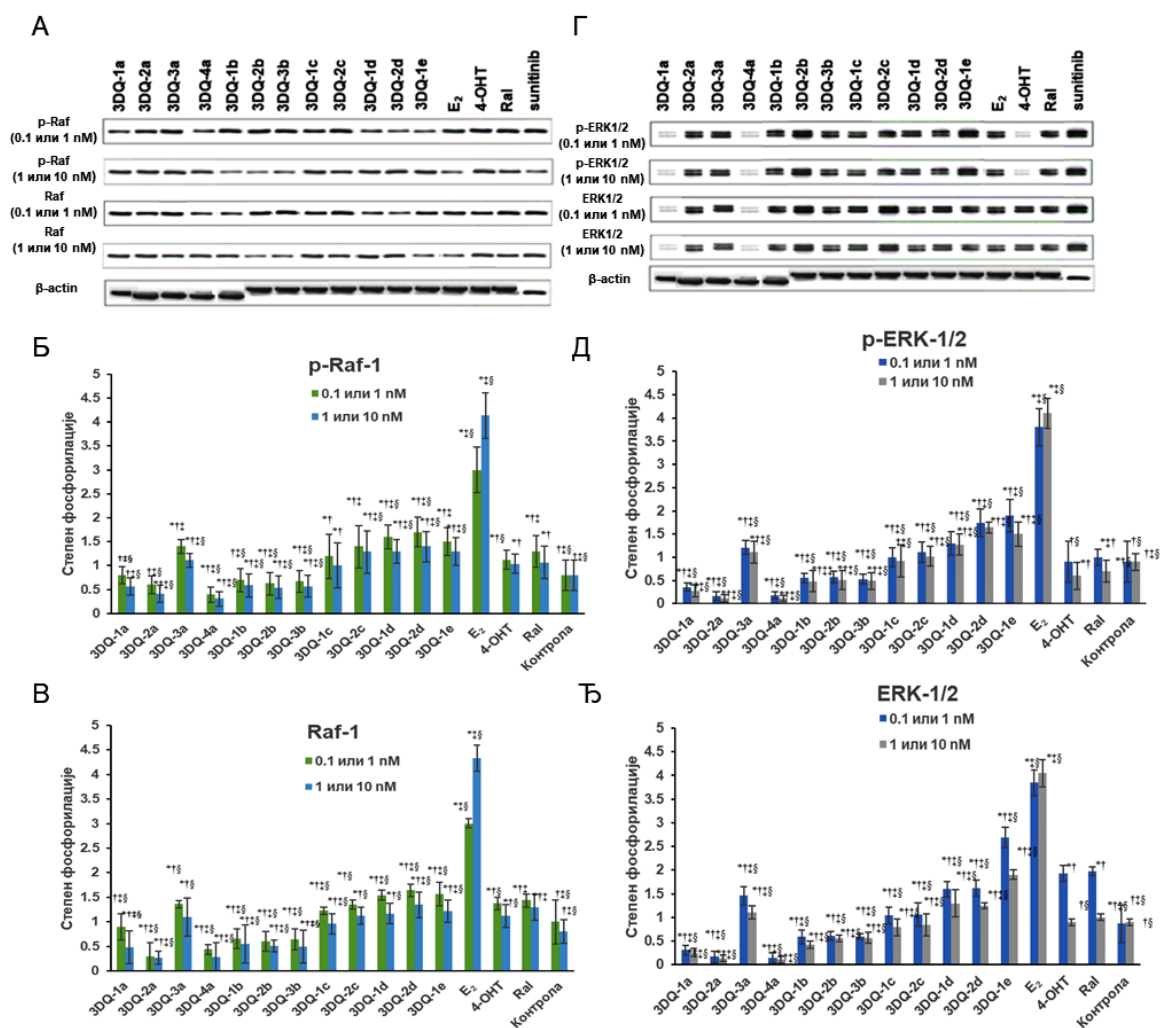 А
3DQ-1a 3DQ-2a 3DQ-3a 3DQ-4a 3DQ-1b 3DQ-2b 3DQ-3b 3DQ-1c 3DQ-2c 3DQ-1d 3DQ-2d 3DQ-1e E₂ 4-OHT Ral sunitinib
p-Raf
(0.1 или 1 nM)
p-Raf
(1 или 10 nM)
Raf
(0.1 или 1 nM)
Raf
(1 или 10 nM)
β-actin
Г
3DQ-1a 3DQ-2a 3DQ-3a 3DQ-4a 3DQ-1b 3DQ-2b 3DQ-3b 3DQ-1c 3DQ-2c 3DQ-1d 3DQ-2d 3DQ-1e E₂ 4-OHT Ral sunitinib
p-ERK1/2
(0.1 или 1 nM)
p-ERK1/2
(1 или 10 nM)
ERK1/2
(0.1 или 1 nM)
ERK1/2
(1 или 10 nM)
β-actin
Б
p-Raf-1
0.1 или 1 nM
1 или 10 nM
Степен фосфорилације
5
4.5
4
3.5
3
2.5
2
1.5
1
0.5
0
3DQ-1a 3DQ-2a 3DQ-3a 3DQ-4a 3DQ-1b 3DQ-2b 3DQ-3b 3DQ-1c 3DQ-2c 3DQ-1d 3DQ-2d 3DQ-1e E₂ 4-OHT Ral Контрола
Д
p-ERK-1/2
0.1 или 1 nM
1 или 10 nM
Степен фосфорилације
5
4.5
4
3.5
3
2.5
2
1.5
1
0.5
0
3DQ-1a 3DQ-2a 3DQ-3a 3DQ-4a 3DQ-1b 3DQ-2b 3DQ-3b 3DQ-1c 3DQ-2c 3DQ-1d 3DQ-2d 3DQ-1e E₂ 4-OHT Ral Контрола
В
Raf-1
0.1 или 1 nM
1 или 10 nM
Степен фосфорилације
5
4.5
4
3.5
3
2.5
2
1.5
1
0.5
0
3DQ-1a 3DQ-2a 3DQ-3a 3DQ-4a 3DQ-1b 3DQ-2b 3DQ-3b 3DQ-1c 3DQ-2c 3DQ-1d 3DQ-2d 3DQ-1e E₂ 4-OHT Ral Контрола
Ђ
ERK-1/2
0.1 или 1 nM
1 или 10 nM
Степен фосфорилације
5
4.5
4
3.5
3
2.5
2
1.5
1
0.5
0
3DQ-1a 3DQ-2a 3DQ-3a 3DQ-4a 3DQ-1b 3DQ-2b 3DQ-3b 3DQ-1c 3DQ-2c 3DQ-1d 3DQ-2d 3DQ-1e E₂ 4-OHT Ral Контрола